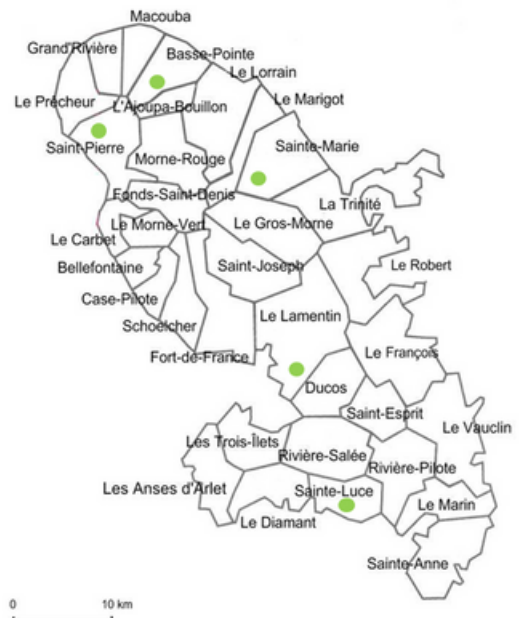 Macouba
Grand'Rivière
Basse-Pointe
Le Lorrain
Le Prêcheur
L'Ajoupa-Bouillon
Le Marigot
Saint-Pierre
Sainte-Marie
Morne-Rouge
Fonds-Saint-Denis
La Trinité
Le Morne-Vert
Le Gros-Morne
Le Carbet
Bellefontaine
Saint-Joseph
Le Robert
Case-Pilote
Le Lamentin
Schoelcher
Fort-de-France
Le François
Ducos
Saint-Esprit
Le Vauclin
Les Trois-Îlets
Rivière-Salée
Rivière-Pilote
Les Anses d'Arlet
Sainte-Luce
Le Marin
Le Diamant
Sainte-Anne
0 10 km